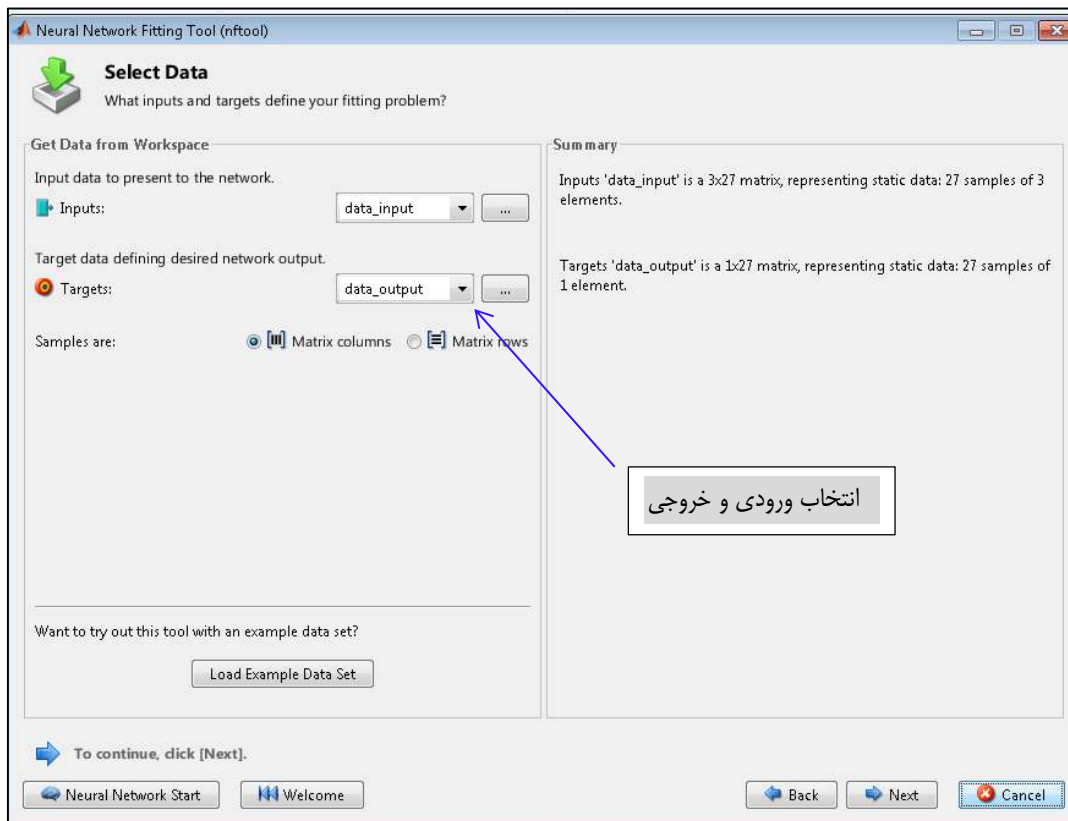 Neural Network Fitting Tool (nftool)
Select Data
What inputs and targets define your fitting problem?
Get Data from Workspace
Input data to present to the network.
Inputs:
data_input
...
Target data defining desired network output.
Targets:
data_output
...
Samples are:
Matrix columns
Matrix rows
Want to try out this tool with an example data set?
Load Example Data Set
Summary
Inputs 'data_input' is a 3x27 matrix, representing static data: 27 samples of 3
elements.
Targets 'data_output' is a 1x27 matrix, representing static data: 27 samples of
1 element.
انتخاب ورودی و خروجی
To continue, click [Next].
Neural Network Start
Welcome
Back
Next
Cancel